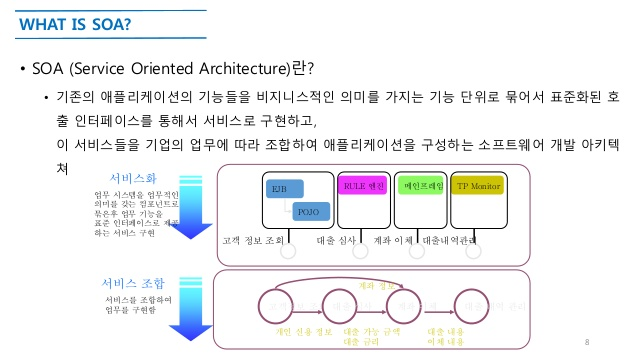 WHAT IS SOA?
• SOA (Service Oriented Architecture)란?
• 기존의 애플리케이션의 기능들을 비지니스적인 의미를 가지는 기능 단위로 묶어서 표준화된 호
출 인터페이스를 통해서 서비스로 구현하고,
이 서비스들을 기업의 업무에 따라 조합하여 애플리케이션을 구성하는 소프트웨어 개발 아키텍
쳐
서비스화
업무 시스템을 업무적인
의미를 갖는 컴포넌트로
묶은후 업무 기능을
표준 인터페이스로 제공
하는 서비스 구현
EJB
POJO
RULE 엔진
메인프레임
TP Monitor
고객 정보 조회
대출 심사
계좌 이체
대출내역관리
서비스 조합
서비스를 조합하여
업무를 구현함
계좌 정보
개인 신용 정보
대출 가능 금액
대출 금리
대출 내용
이체 내용
8